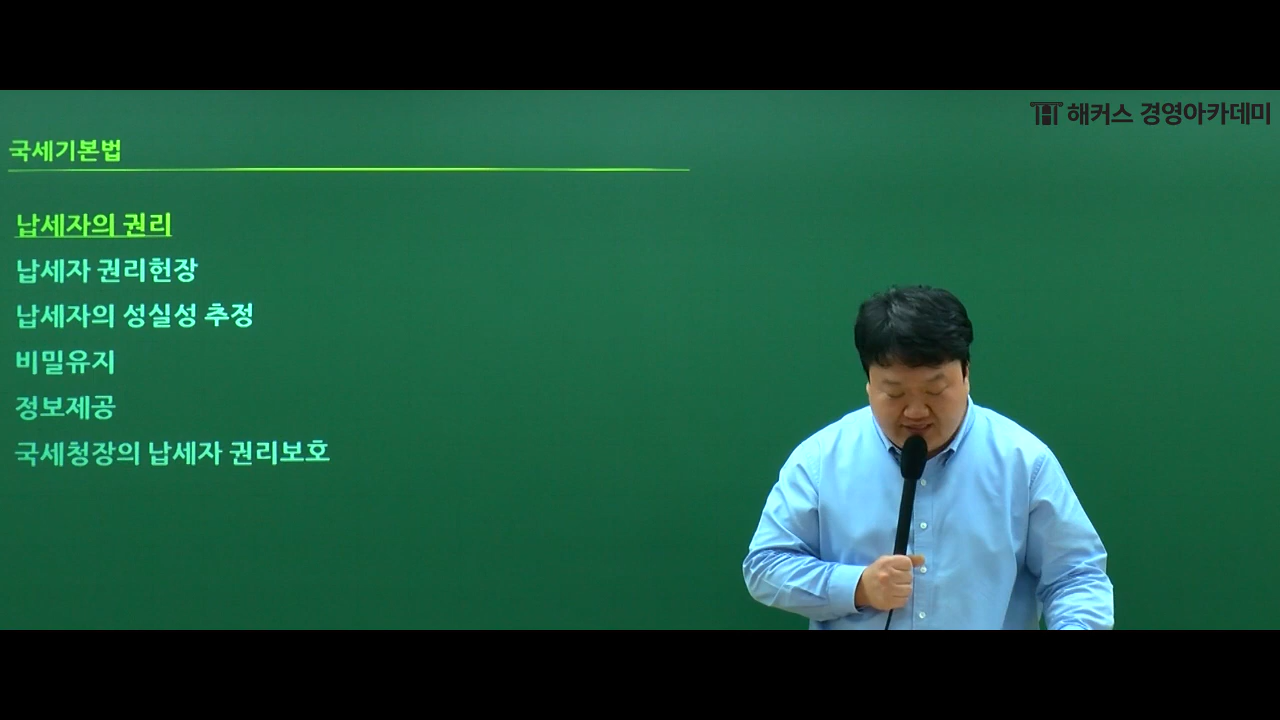 해커스 경영아카데미
국세기본법
납세자의 권리
납세자 권리헌장
납세자의 성실성 추정
비밀유지
정보제공
국세청장의 납세자 권리보호